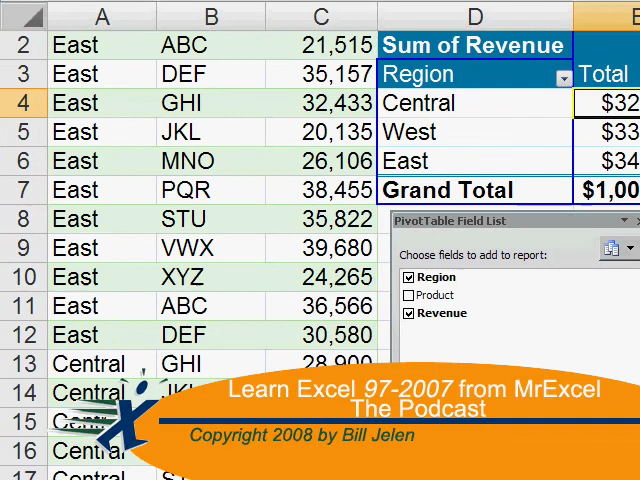 A B C D E
2 East ABC 21,515 Sum of Revenue
3 East DEF 35,157 Region Total
4 East GHI 32,433 Central $32
5 East JKL 20,135 West $33
6 East MNO 26,106 East $34
7 East PQR 38,455 Grand Total $1,00
8 East STU 35,822
PivotTable Field List
9 East VWX 39,680
Choose fields to add to report:
10 East XYZ 24,265
Region
Product
11 East ABC 36,566
Revenue
12 East DEF 30,580
13 Central GHI 28,900
14 Central
Learn Excel 97-2007 from MrExcel
The Podcast
15 Central
Copyright 2008 by Bill Jelen
16 Central
17 Central